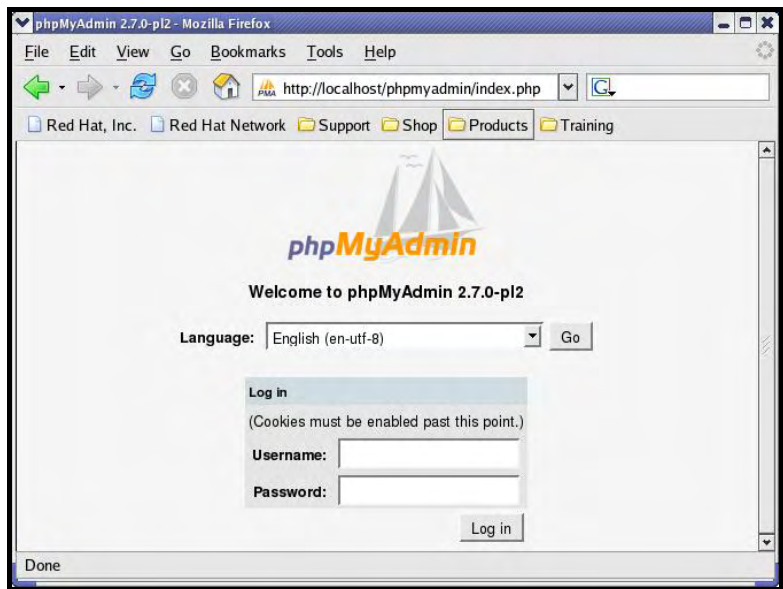 phpMyAdmin 2.7.0-pl2 - Mozilla Firefox
File Edit View Go Bookmarks Tools Help
PMA http://localhost/phpmyadmin/index.php G
Red Hat, Inc. Red Hat Network Support Shop Products Training
phpMyAdmin
Welcome to phpMyAdmin 2.7.0-pl2
Language: English (en-utf-8) Go
Log in
(Cookies must be enabled past this point.)
Username:
Password:
Log in
Done